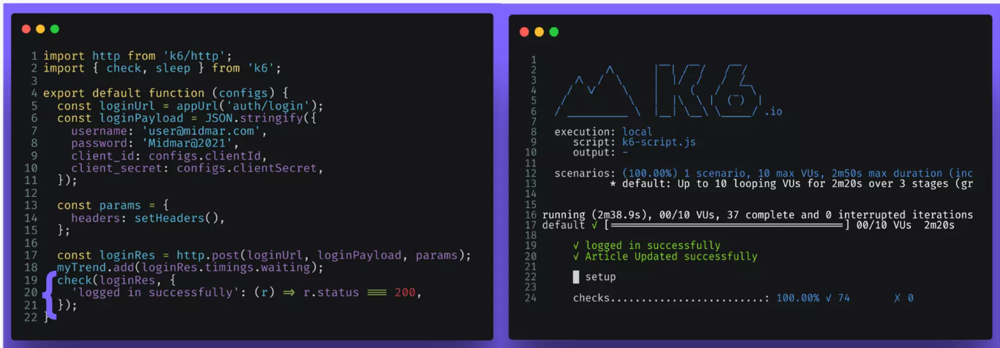 1 import http from 'k6/http';
2 import { check, sleep } from 'k6';
3
4 export default function (configs) {
5   const loginUrl = appUrl('auth/login');
6   const loginPayload = JSON.stringify({
7     username: 'user@midmar.com',
8     password: 'Midmar@2021',
9     client_id: configs.clientId,
10     client_secret: configs.clientSecret,
11   });
12
13   const params = {
14     headers: setHeaders(),
15   };
16
17   const loginRes = http.post(loginUrl, loginPayload, params);
18   myTrend.add(loginRes.timings.waiting);
19   check(loginRes, {
20     'logged in successfully': (r) => r.status === 200,
21   });
22 }
1
2           /\      |‾‾| /‾‾/   /‾‾/
3      /\  /  \     |  |/  /   /  /
4     /  \/    \    |     (   /   ‾‾\
5    /          \   |  |\  \ |  (‾)  |
6   / __________ \  |__| \__\ \_____/ .io
7
8   execution: local
9      script: k6-script.js
10      output: -
11
12   scenarios: (100.00%) 1 scenario, 10 max VUs, 2m50s max duration (inc
13            * default: Up to 10 looping VUs for 2m20s over 3 stages (gr
14
15
16 running (2m38.9s), 00/10 VUs, 37 complete and 0 interrupted iterations
17 default √ [======================================] 00/10 VUs  2m20s
18
19      √ logged in successfully
20      √ Article Updated successfully
21
22      █ setup
23
24      checks.........................: 100.00% √ 74       X 0